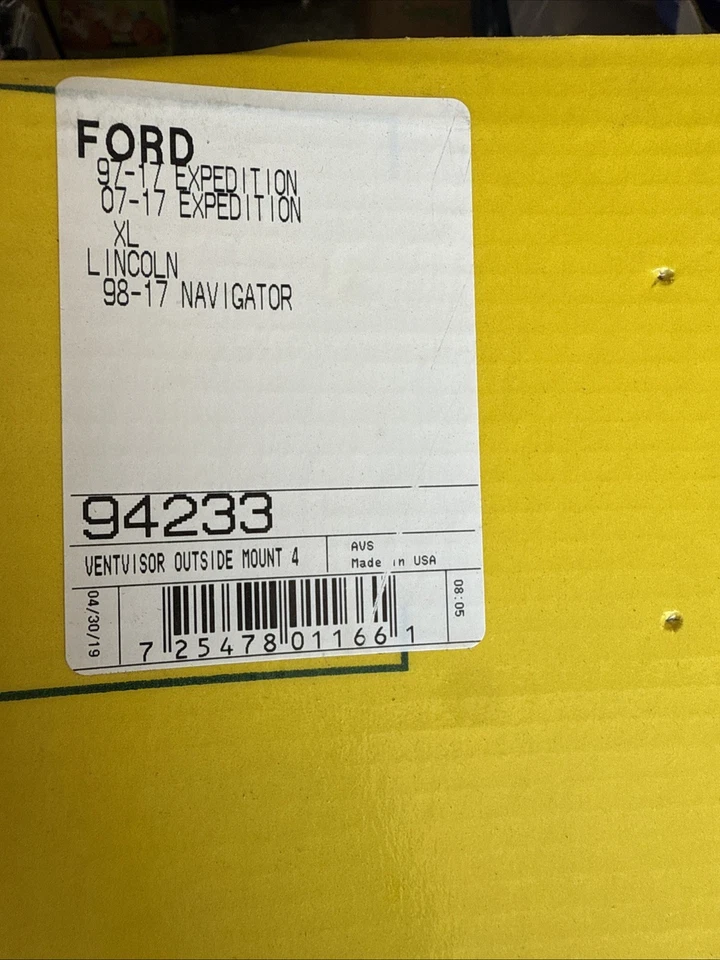 FORD
97-17 EXPEDITION
07-17 EXPEDITION
XL
LINCOLN
98-17 NAVIGATOR
94233
VENTVISOR OUTSIDE MOUNT 4
AVS
Made in USA
04/30/19
7 25478 01166 1
08:05